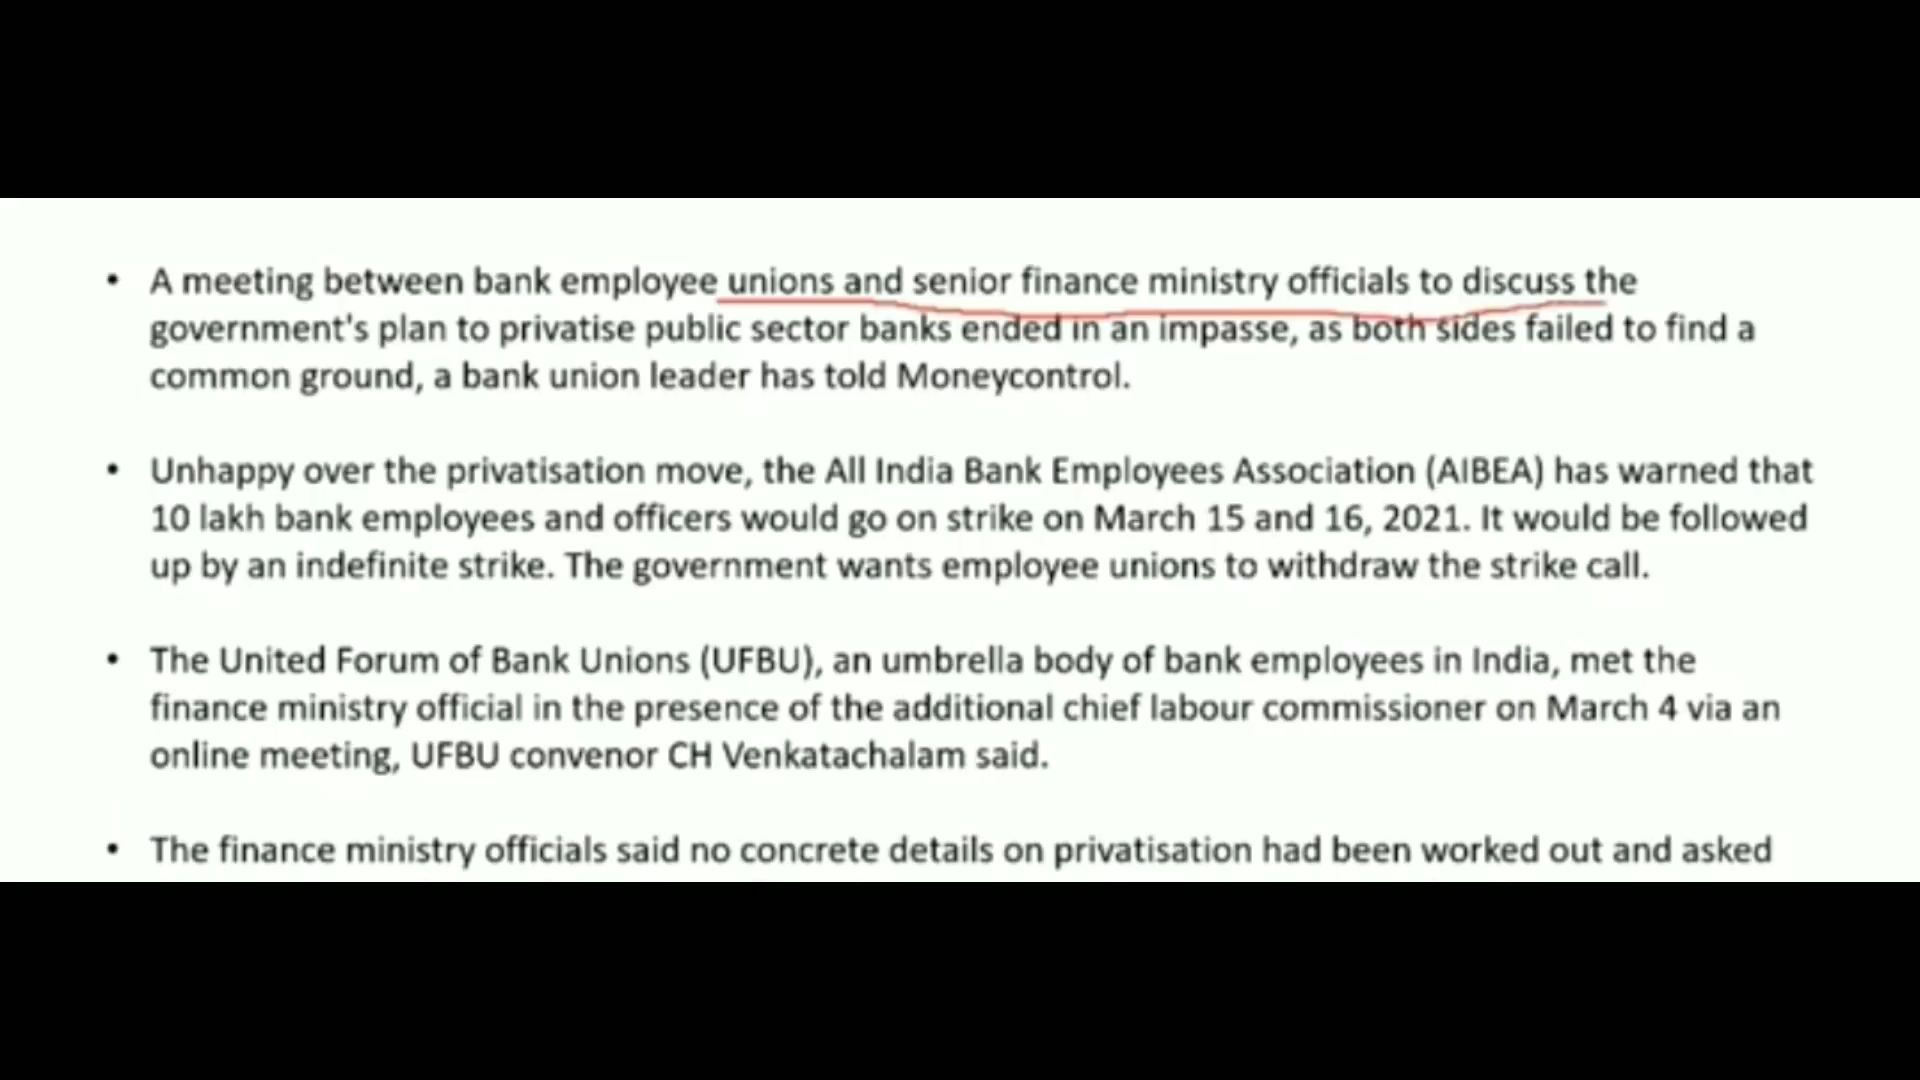 • A meeting between bank employee unions and senior finance ministry officials to discuss the
government's plan to privatise public sector banks ended in an impasse, as both sides failed to find a
common ground, a bank union leader has told Moneycontrol.
• Unhappy over the privatisation move, the All India Bank Employees Association (AIBEA) has warned that
10 lakh bank employees and officers would go on strike on March 15 and 16, 2021. It would be followed
up by an indefinite strike. The government wants employee unions to withdraw the strike call.
• The United Forum of Bank Unions (UFBU), an umbrella body of bank employees in India, met the
finance ministry official in the presence of the additional chief labour commissioner on March 4 via an
online meeting, UFBU convenor CH Venkatachalam said.
• The finance ministry officials said no concrete details on privatisation had been worked out and asked